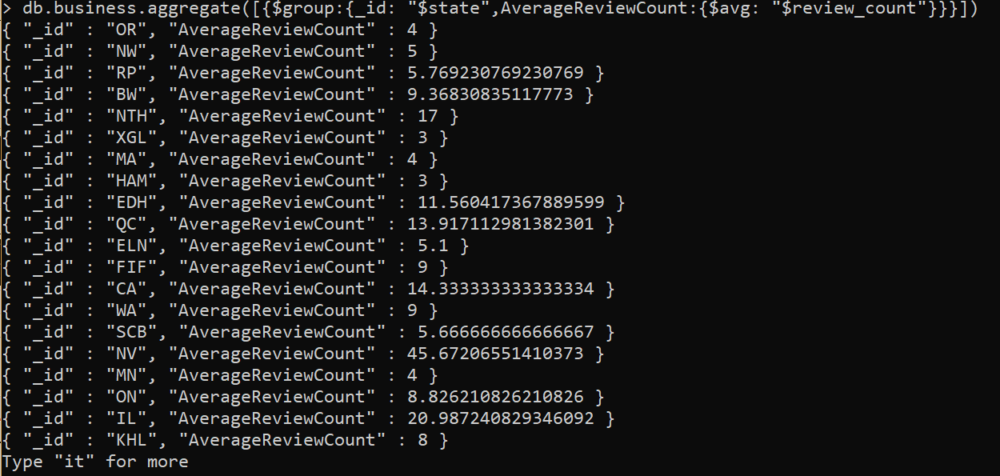 > db.business.aggregate([{$group:{_id: "$state",AverageReviewCount:{$avg: "$review_count"}}}])
{ "_id" : "OR", "AverageReviewCount" : 4 }
{ "_id" : "NW", "AverageReviewCount" : 5 }
{ "_id" : "RP", "AverageReviewCount" : 5.769230769230769 }
{ "_id" : "BW", "AverageReviewCount" : 9.36830835117773 }
{ "_id" : "NTH", "AverageReviewCount" : 17 }
{ "_id" : "XGL", "AverageReviewCount" : 3 }
{ "_id" : "MA", "AverageReviewCount" : 4 }
{ "_id" : "HAM", "AverageReviewCount" : 3 }
{ "_id" : "EDH", "AverageReviewCount" : 11.560417367889599 }
{ "_id" : "QC", "AverageReviewCount" : 13.917112981382301 }
{ "_id" : "ELN", "AverageReviewCount" : 5.1 }
{ "_id" : "FIF", "AverageReviewCount" : 9 }
{ "_id" : "CA", "AverageReviewCount" : 14.333333333333334 }
{ "_id" : "WA", "AverageReviewCount" : 9 }
{ "_id" : "SCB", "AverageReviewCount" : 5.666666666666667 }
{ "_id" : "NV", "AverageReviewCount" : 45.67206551410373 }
{ "_id" : "MN", "AverageReviewCount" : 4 }
{ "_id" : "ON", "AverageReviewCount" : 8.826210826210826 }
{ "_id" : "IL", "AverageReviewCount" : 20.987240829346092 }
{ "_id" : "KHL", "AverageReviewCount" : 8 }
Type "it" for more